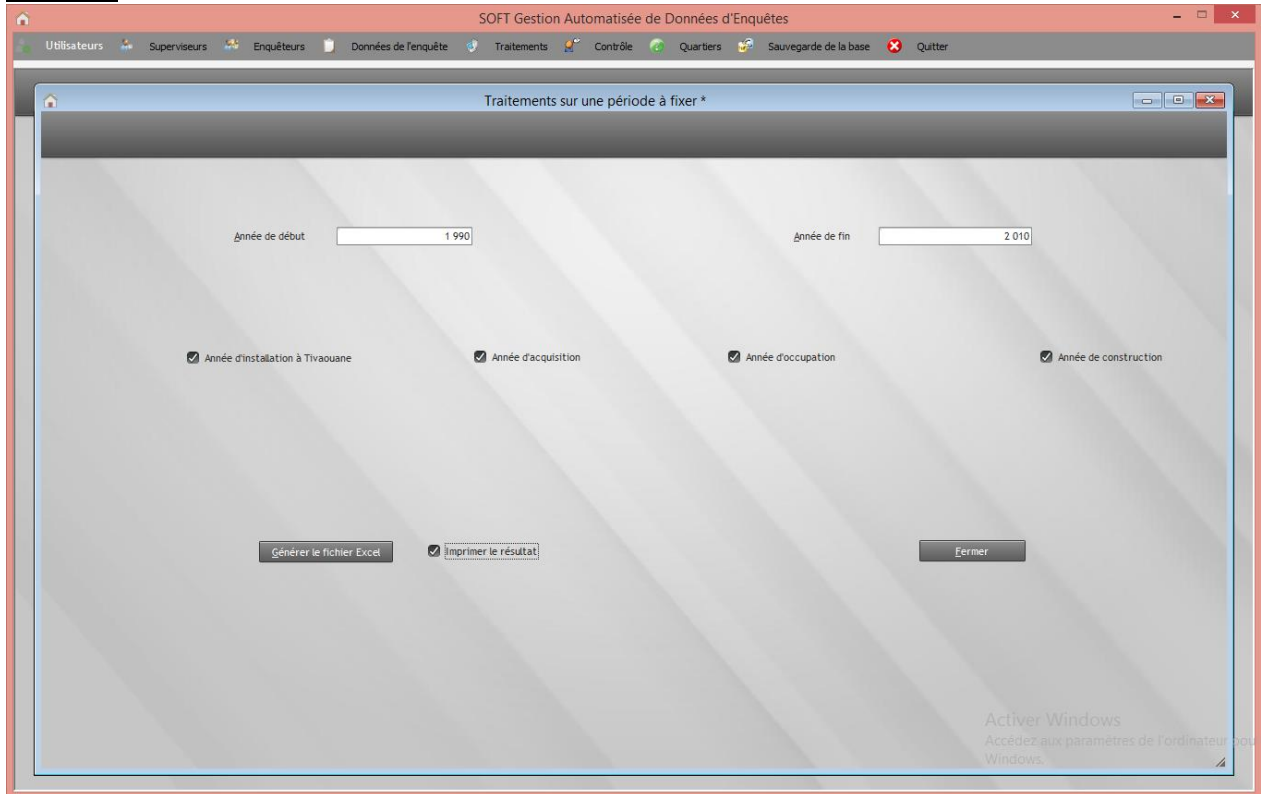 SOFT Gestion Automatisée de Données d'Enquêtes
Utilisateurs Superviseurs Enquêteurs Données de l'enquête Traitements Contrôle Quartiers Sauvegarde de la base Quitter
Traitements sur une période à fixer *
Année de début 1 990 Année de fin 2 010
Année d'installation à Tivaouane Année d'acquisition Année d'occupation Année de construction
Générer le fichier Excel Imprimer le résultat Fermer
Activer Windows
Accédez aux paramètres de l'ordinateur pou
Windows.